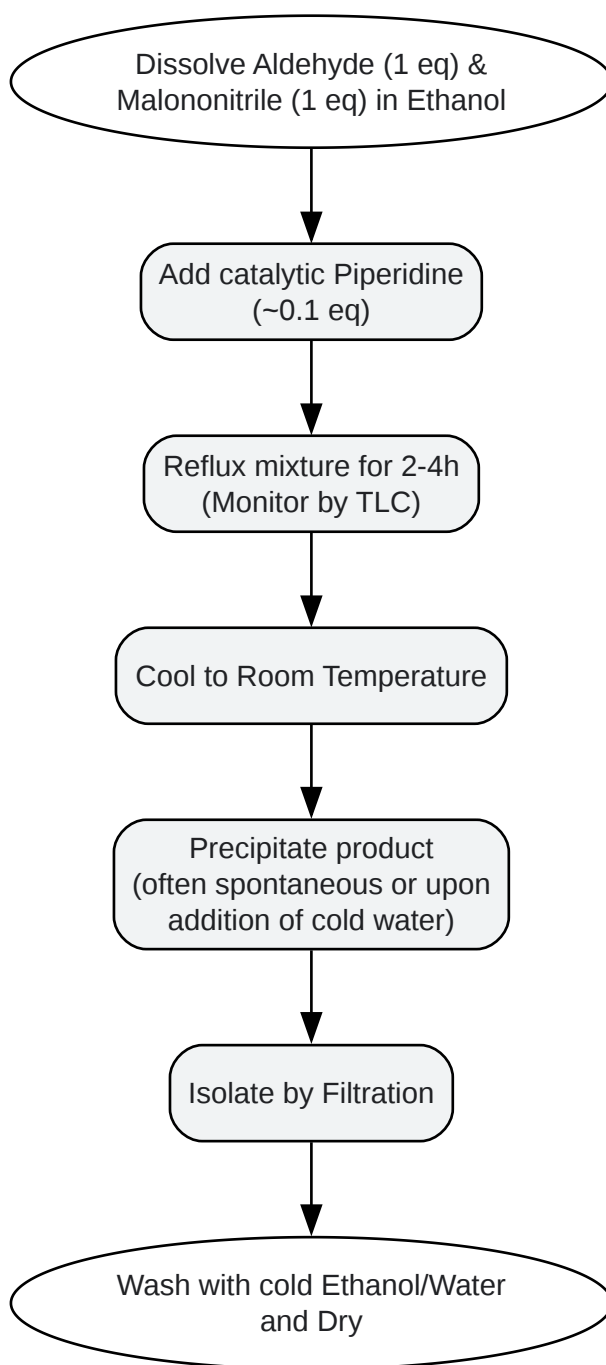 Dissolve Aldehyde (1 eq) &
Malononitrile (1 eq) in Ethanol
Add catalytic Piperidine
(~0.1 eq)
Reflux mixture for 2-4h
(Monitor by TLC)
Cool to Room Temperature
Precipitate product
(often spontaneous or upon
addition of cold water)
Isolate by Filtration
Wash with cold Ethanol/Water
and Dry